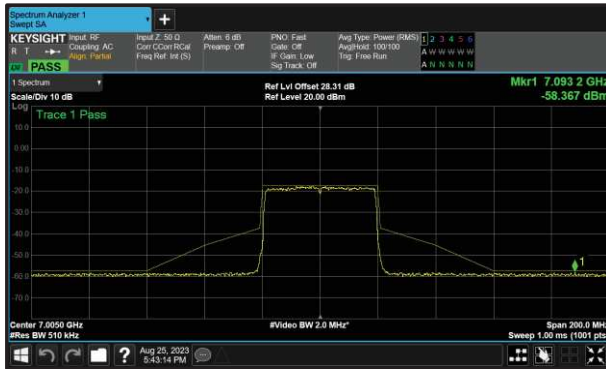 Spectrum Analyzer 1
Swept SA
+
KEYSIGHT Input: RF Input Z: 50 Ω Atten: 6 dB PNO: Fast Avg Type: Power (RMS) 1 2 3 4 5 6
R T Coupling: AC Corr CCorr RCal Preamp: Off Gate: Off Avg|Hold: 100/100 A W W W W W
Align: Partial Freq Ref: Int (S) IF Gain: Low Trig: Free Run
PASS Sig Track: Off A N N N N N
1 Spectrum Ref Lvl Offset 28.31 dB Mkr1 7.093 2 GHz
Scale/Div 10 dB Ref Level 20.00 dBm -58.367 dBm
Log
Trace 1 Pass
10.0
0.00
-10.0
-20.0
-30.0
-40.0
-50.0
1
-60.0
-70.0
Center 7.0050 GHz #Video BW 2.0 MHz* Span 200.0 MHz
#Res BW 510 kHz Sweep 1.00 ms (1001 pts
? Aug 25, 2023
5:43:14 PM